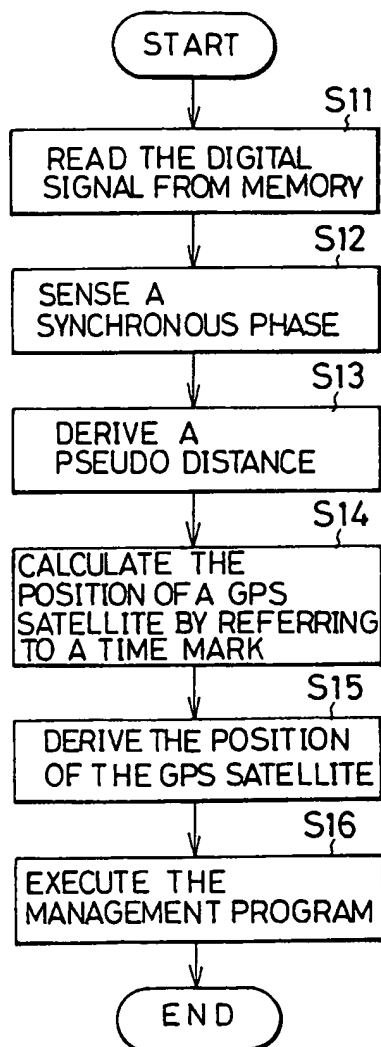 START
S11
READ THE DIGITAL
SIGNAL FROM MEMORY
S12
SENSE A
SYNCHRONOUS PHASE
S13
DERIVE A
PSEUDO DISTANCE
S14
CALCULATE THE
POSITION OF A GPS
SATELLITE BY REFERRING
TO A TIME MARK
S15
DERIVE THE POSITION
OF THE GPS SATELLITE
S16
EXECUTE THE
MANAGEMENT PROGRAM
END